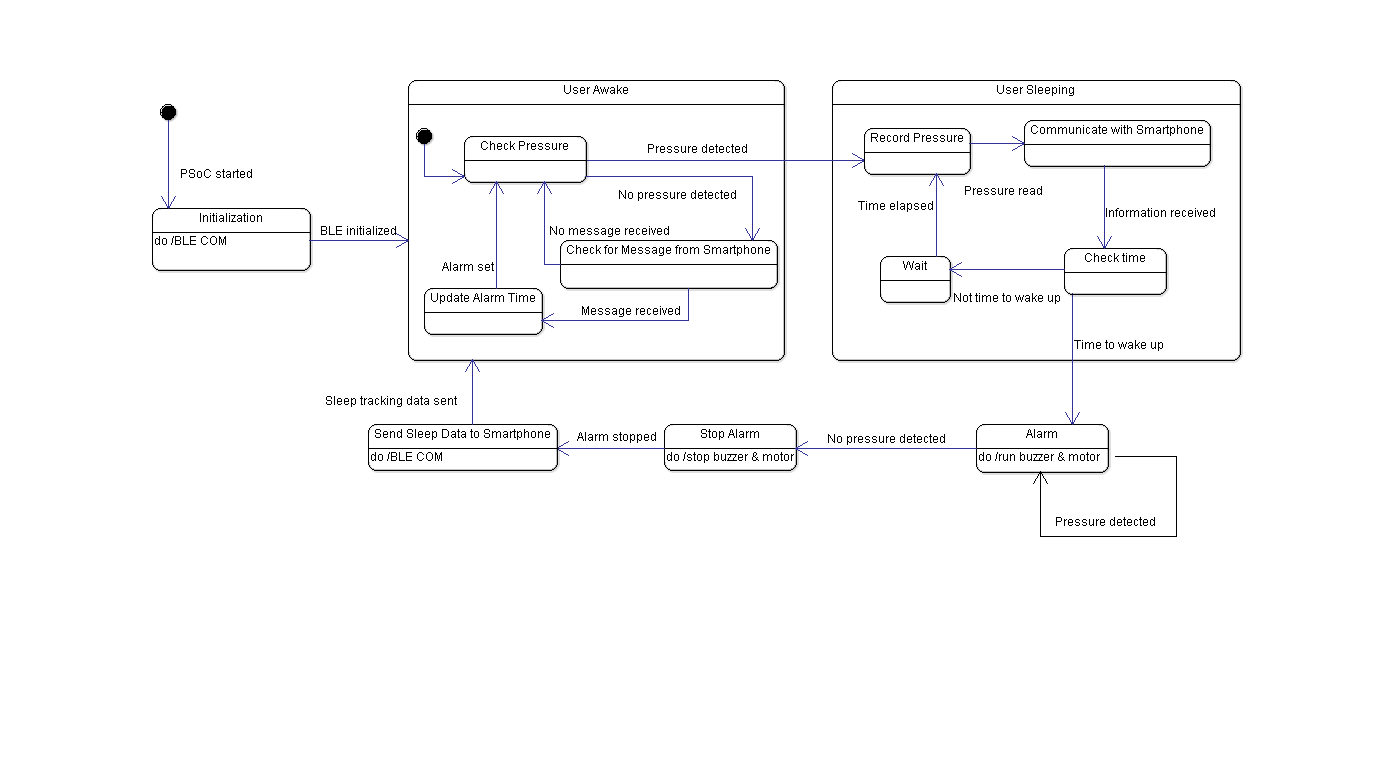 User Awake
User Sleeping
PSoC started
Initialization
do /BLE COM
BLE initialized
Check Pressure
Pressure detected
No pressure detected
No message received
Check for Message from Smartphone
Alarm set
Update Alarm Time
Message received
Record Pressure
Communicate with Smartphone
Pressure read
Time elapsed
Information received
Wait
Check time
Not time to wake up
Time to wake up
Sleep tracking data sent
Send Sleep Data to Smartphone
do /BLE COM
Alarm stopped
Stop Alarm
do /stop buzzer & motor
No pressure detected
Alarm
do /run buzzer & motor
Pressure detected